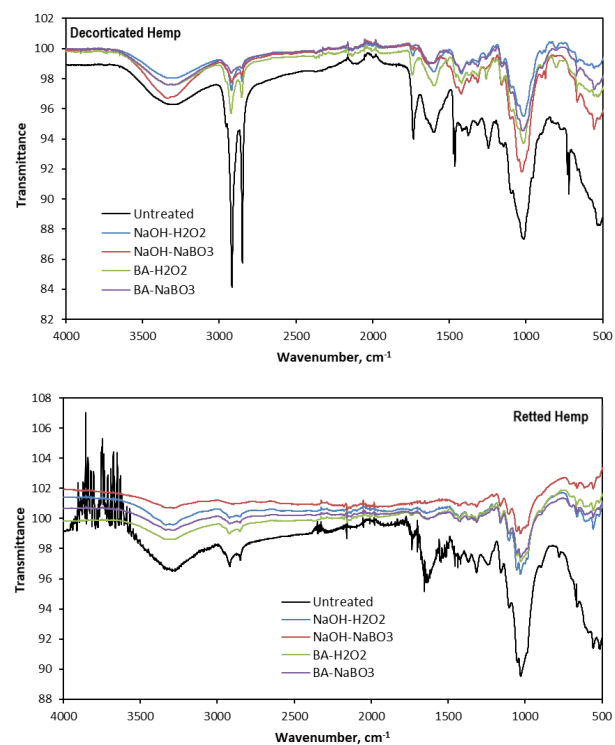 102
100
98
96
94
92
90
88
86
84
82
Transmittance
Decorticated Hemp
Untreated
NaOH-H2O2
NaOH-NaBO3
BA-H2O2
BA-NaBO3
4000 3500 3000 2500 2000 1500 1000 500
Wavenumber, cm-1
108
106
104
102
100
98
96
94
92
90
88
Transmittance
Retted Hemp
Untreated
NaOH-H2O2
NaOH-NaBO3
BA-H2O2
BA-NaBO3
4000 3500 3000 2500 2000 1500 1000 500
Wavenumber, cm-1